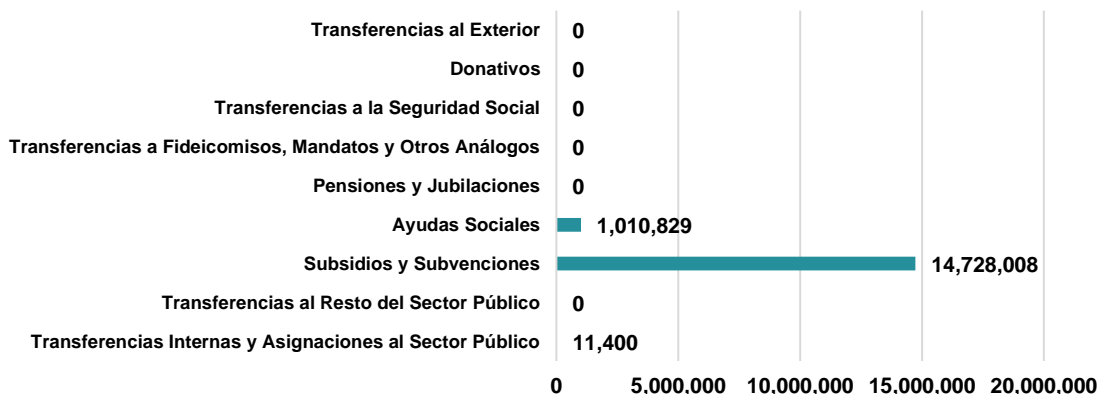 Transferencias al Exterior 0
Donativos 0
Transferencias a la Seguridad Social 0
Transferencias a Fideicomisos, Mandatos y Otros Análogos 0
Pensiones y Jubilaciones 0
Ayudas Sociales 1,010,829
Subsidios y Subvenciones 14,728,008
Transferencias al Resto del Sector Público 0
Transferencias Internas y Asignaciones al Sector Público 11,400
0 5,000,000 10,000,000 15,000,000 20,000,000